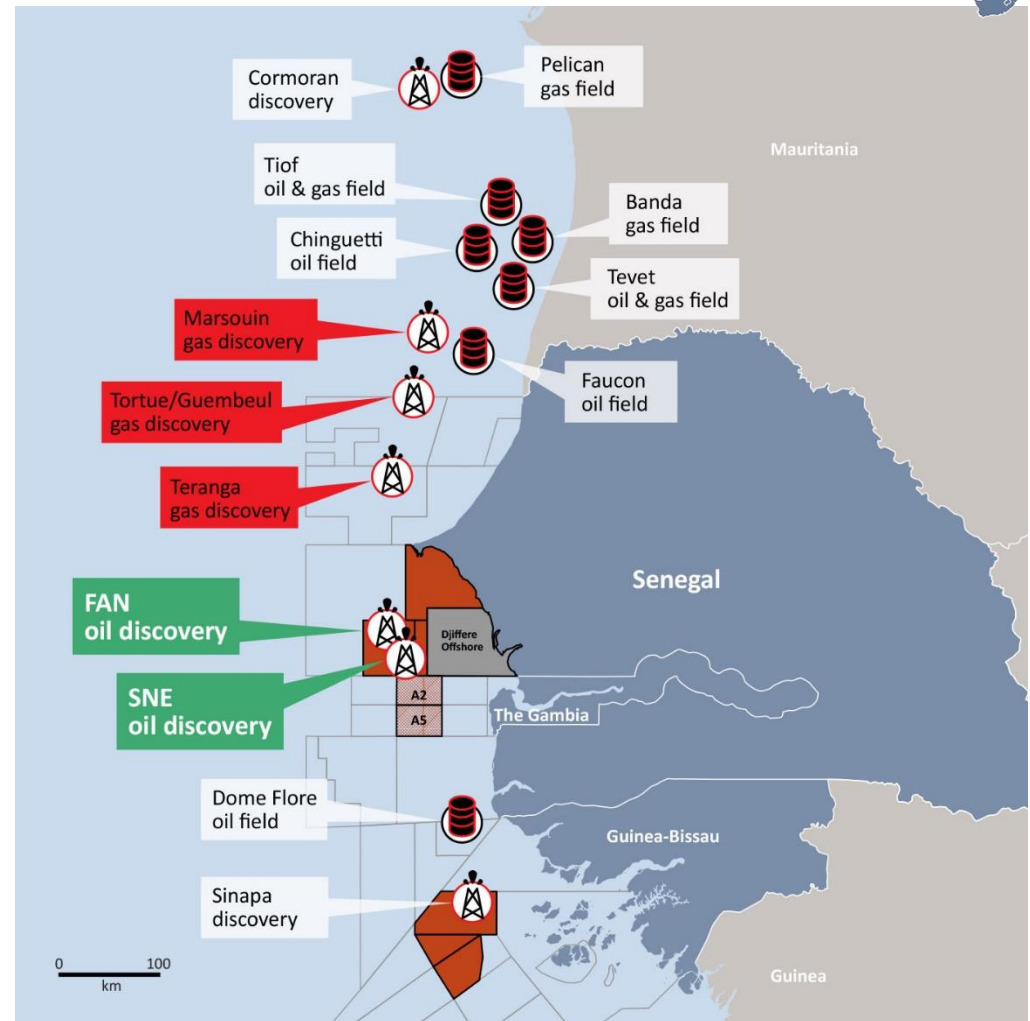 Cormoran
discovery
Pelican
gas field
Mauritania
Tiof
oil & gas field
Banda
gas field
Chinguetti
oil field
Tevet
oil & gas field
Marsouin
gas discovery
Faucon
oil field
Tortue/Guembeul
gas discovery
Teranga
gas discovery
Senegal
FAN
oil discovery
Djiffere
Offshore
SNE
oil discovery
A2
A5
The Gambia
Dome Flore
oil field
Guinea-Bissau
Sinapa
discovery
0 100
km
Guinea